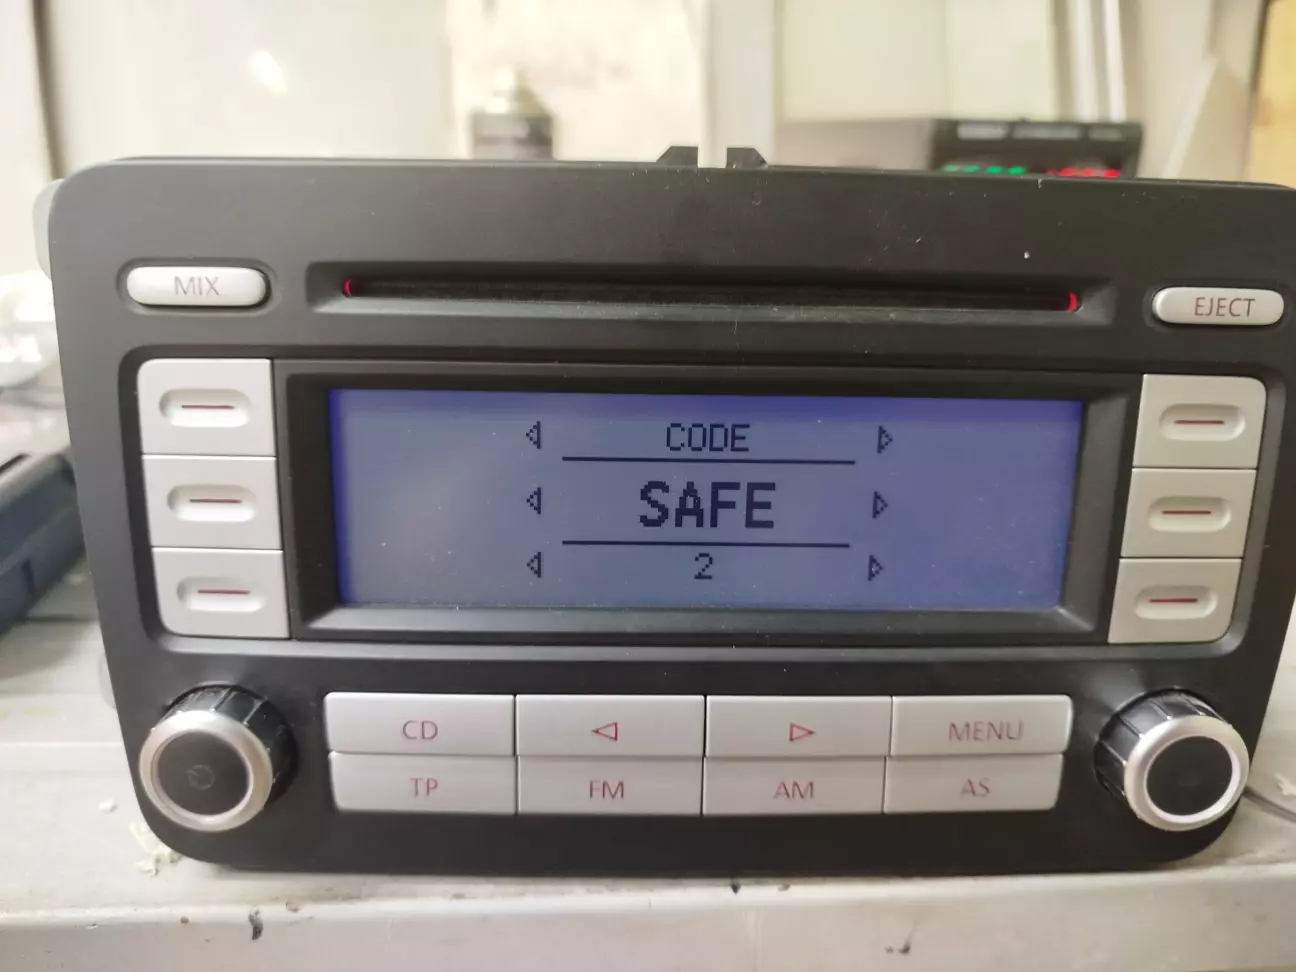 MIX
EJECT
CODE
SAFE
2
CD
MENU
TP
FM
AM
AS